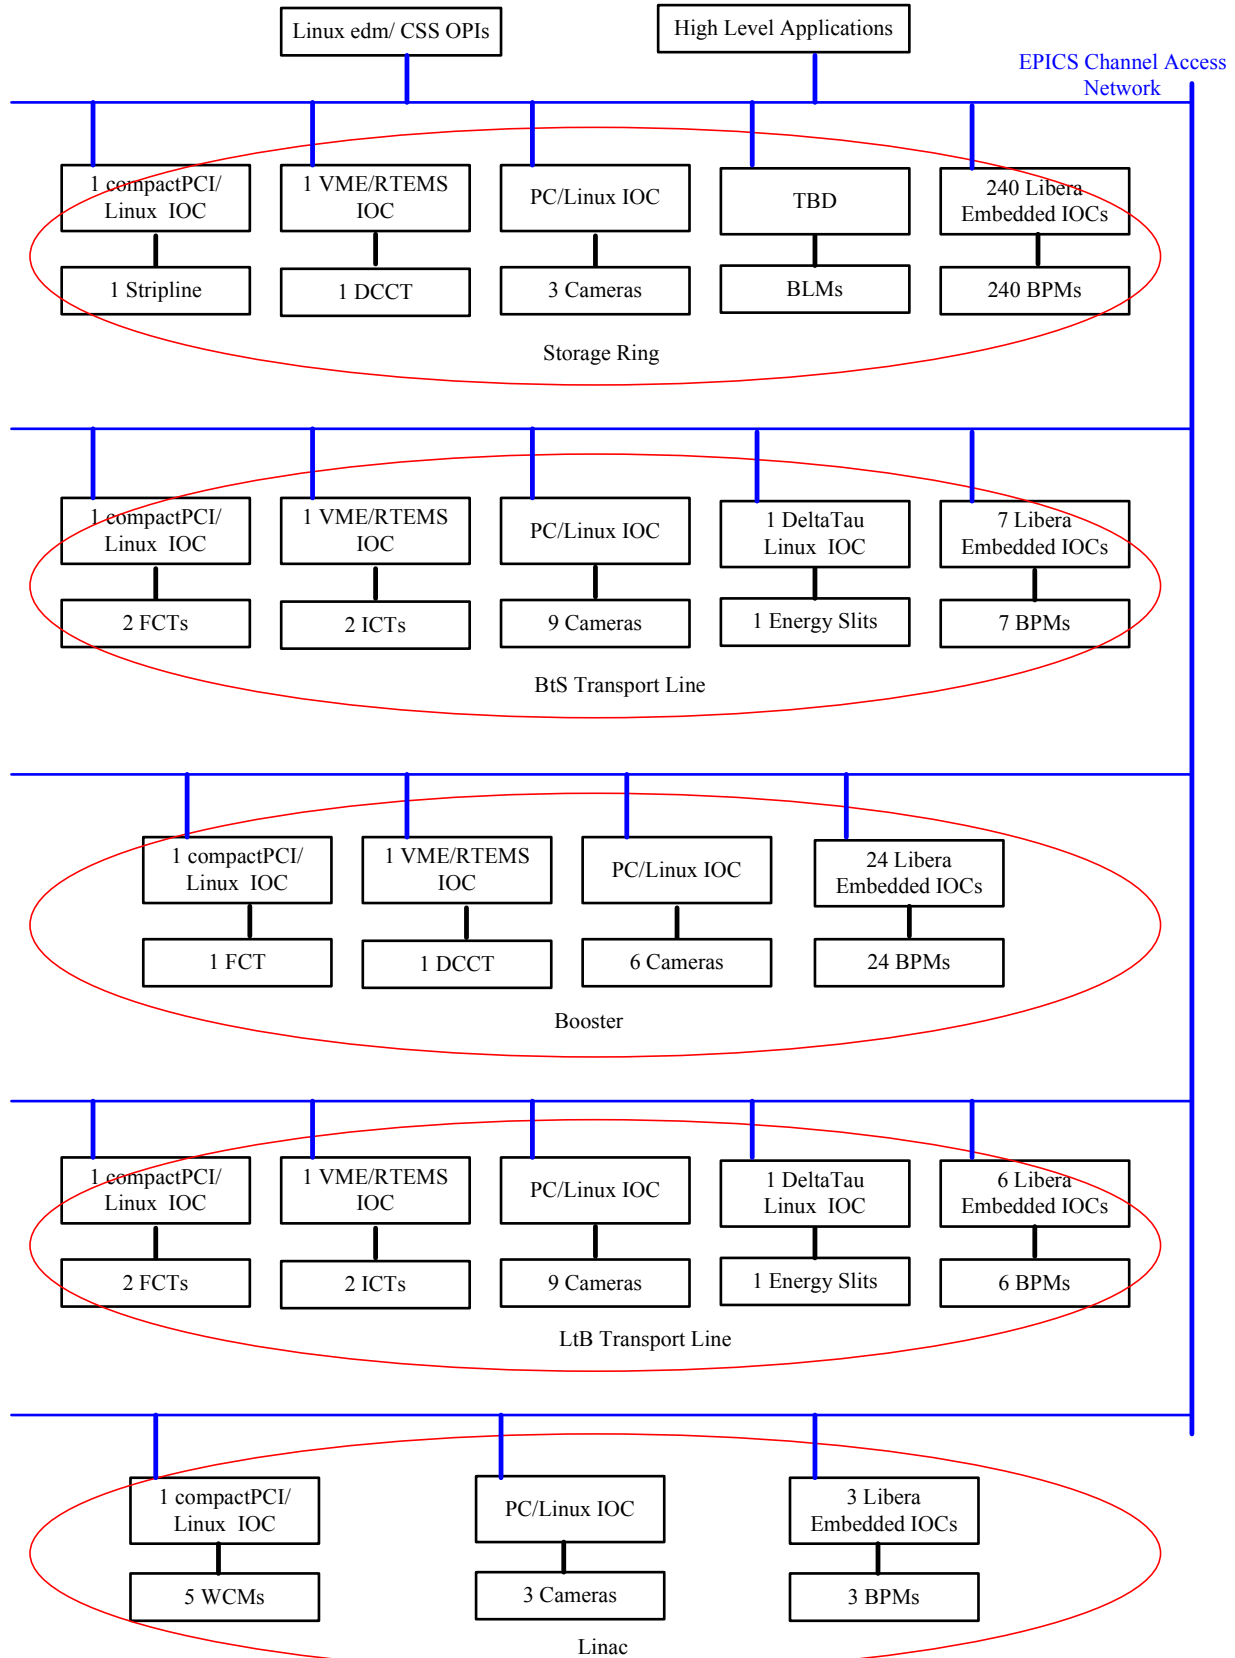 Linux edm/ CSS OPIs
High Level Applications
EPICS Channel Access
Network
1 compactPCI/
Linux IOC
1 VME/RTEMS
IOC
PC/Linux IOC
TBD
240 Libera
Embedded IOCs
1 Stripline
1 DCCT
3 Cameras
BLMs
240 BPMs
Storage Ring
1 compactPCI/
Linux IOC
1 VME/RTEMS
IOC
PC/Linux IOC
1 DeltaTau
Linux IOC
7 Libera
Embedded IOCs
2 FCTs
2 ICTs
9 Cameras
1 Energy Slits
7 BPMs
BtS Transport Line
1 compactPCI/
Linux IOC
1 VME/RTEMS
IOC
PC/Linux IOC
24 Libera
Embedded IOCs
1 FCT
1 DCCT
6 Cameras
24 BPMs
Booster
1 compactPCI/
Linux IOC
1 VME/RTEMS
IOC
PC/Linux IOC
1 DeltaTau
Linux IOC
6 Libera
Embedded IOCs
2 FCTs
2 ICTs
9 Cameras
1 Energy Slits
6 BPMs
LtB Transport Line
1 compactPCI/
Linux IOC
PC/Linux IOC
3 Libera
Embedded IOCs
5 WCMs
3 Cameras
3 BPMs
Linac